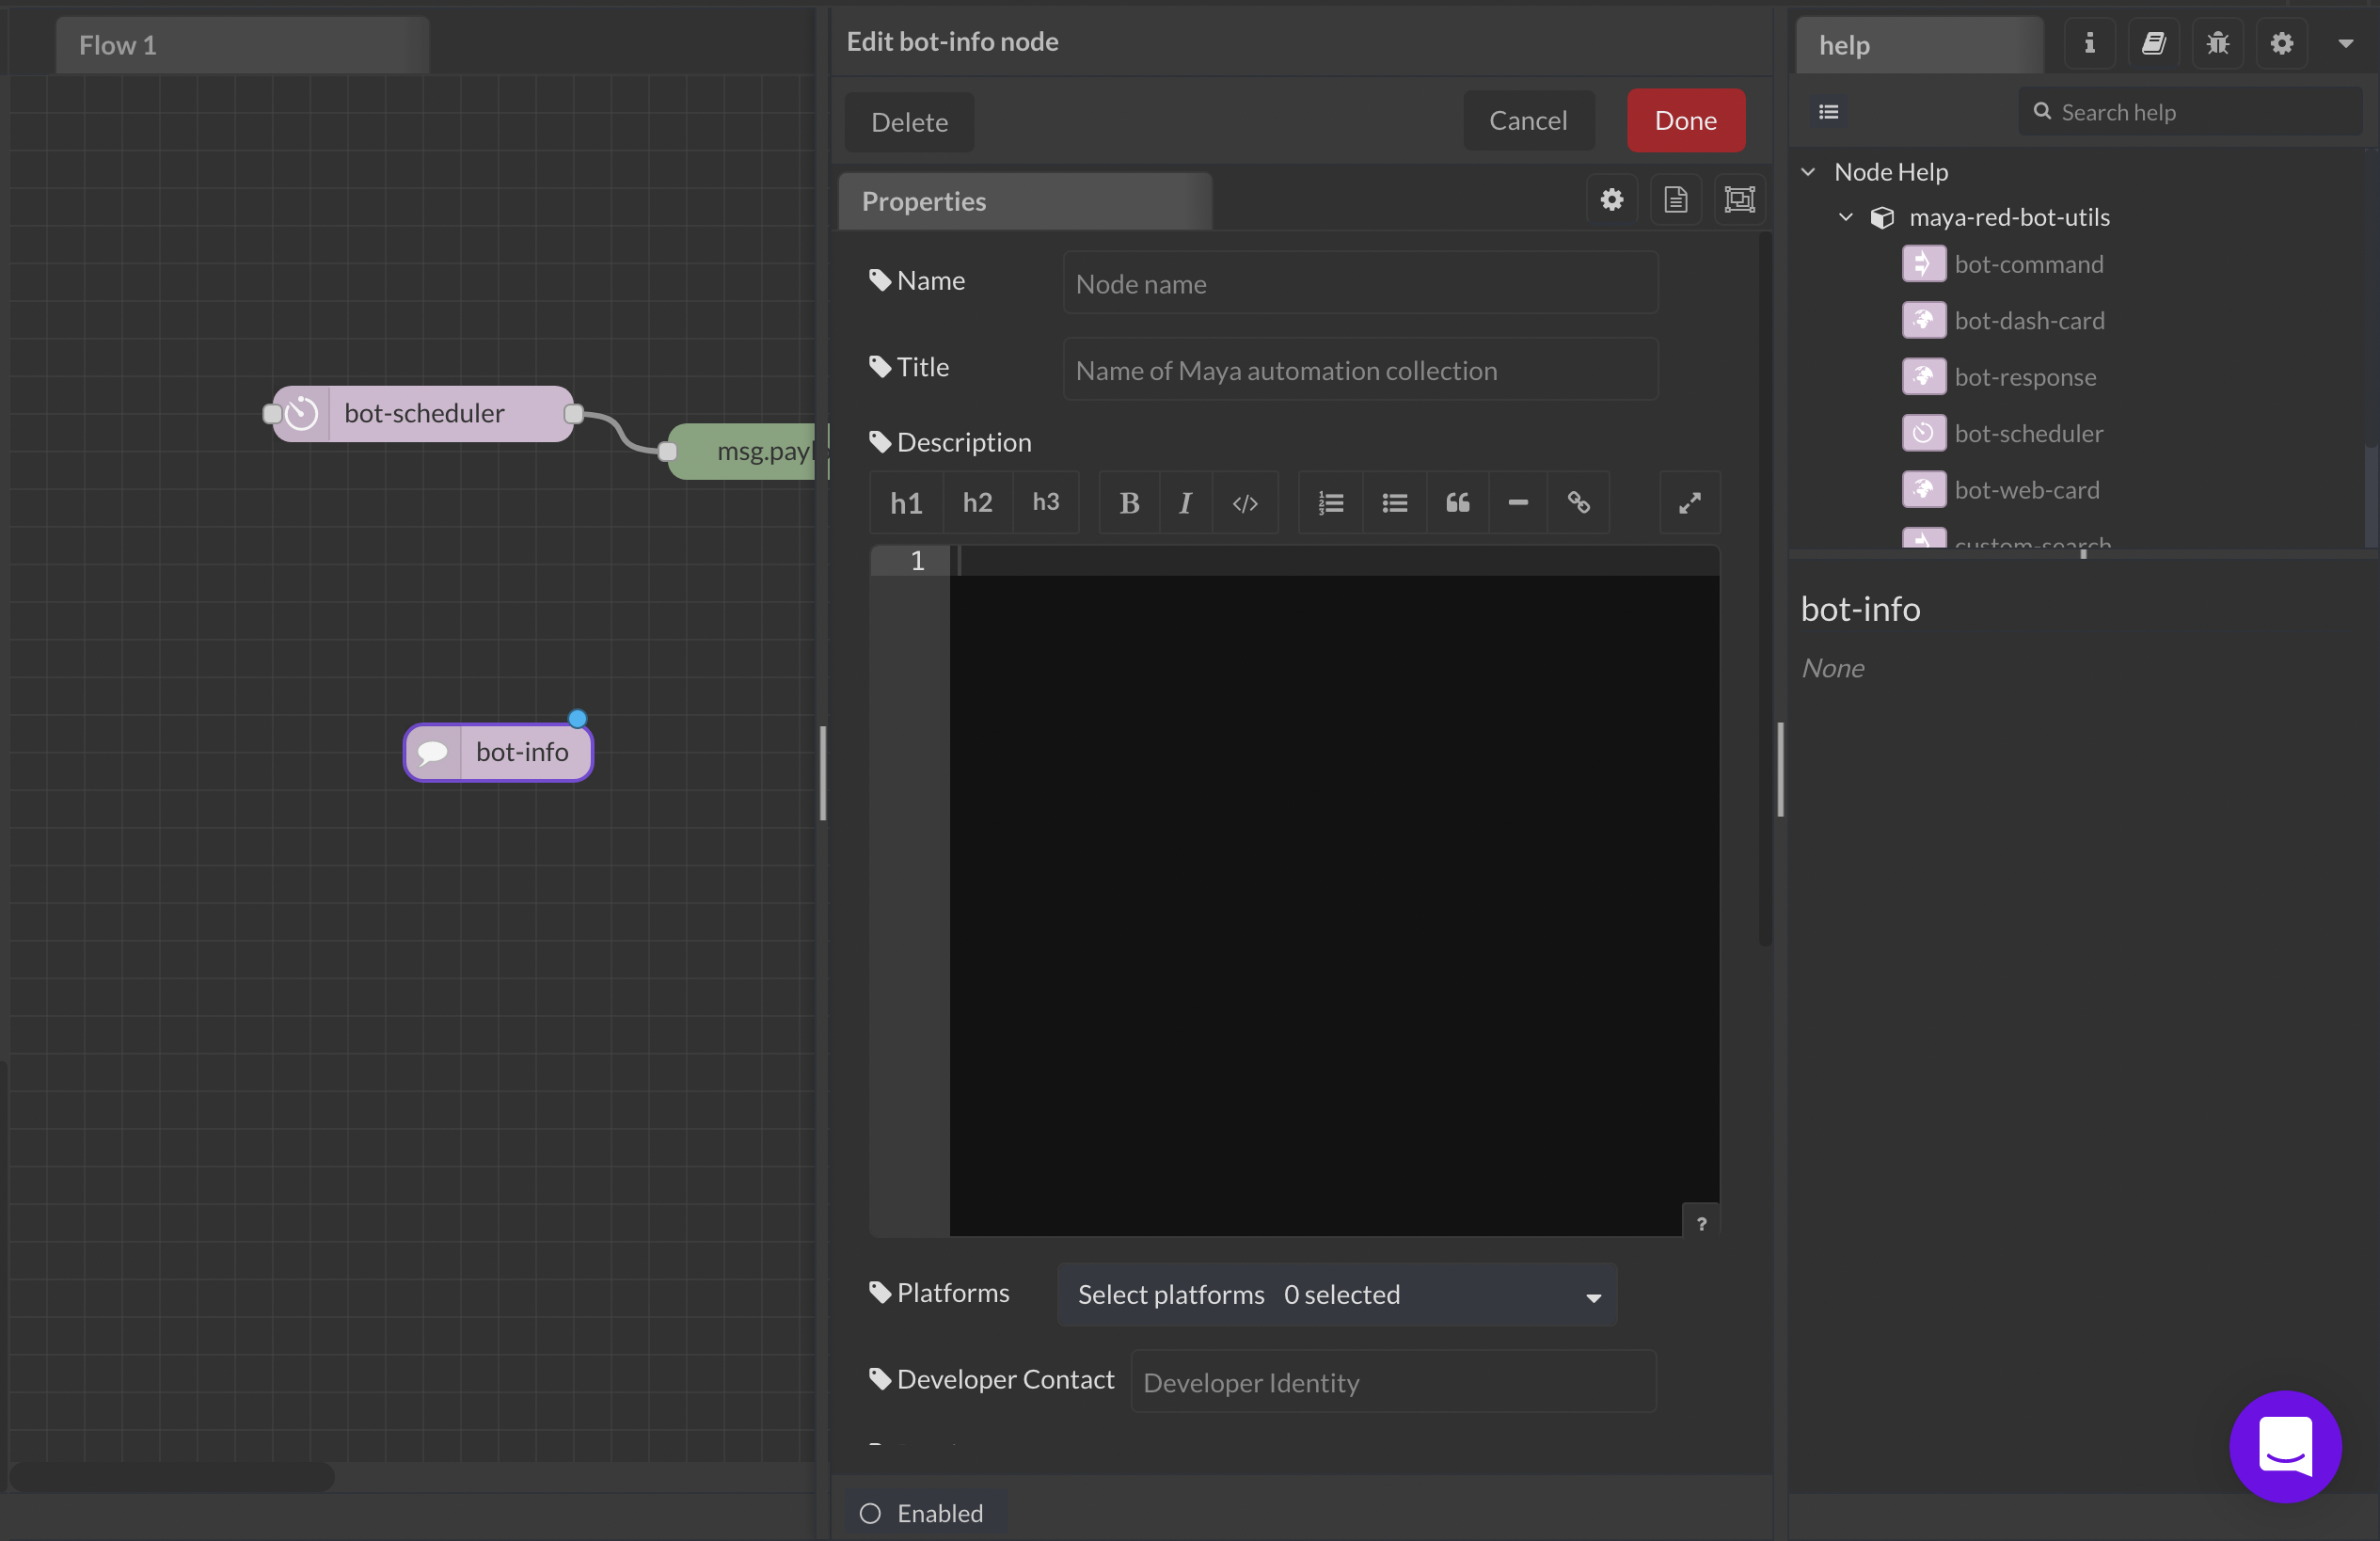 Flow 1
bot-scheduler
msg.payl
bot-info
Edit bot-info node
Delete
Cancel
Done
Properties
Name
Node name
Title
Name of Maya automation collection
Description
h1 h2 h3 B I </>
1
?
Platforms
Select platforms 0 selected
Developer Contact
Developer Identity
Enabled
help
Search help
Node Help
maya-red-bot-utils
bot-command
bot-dash-card
bot-response
bot-scheduler
bot-web-card
custom-search
bot-info
None